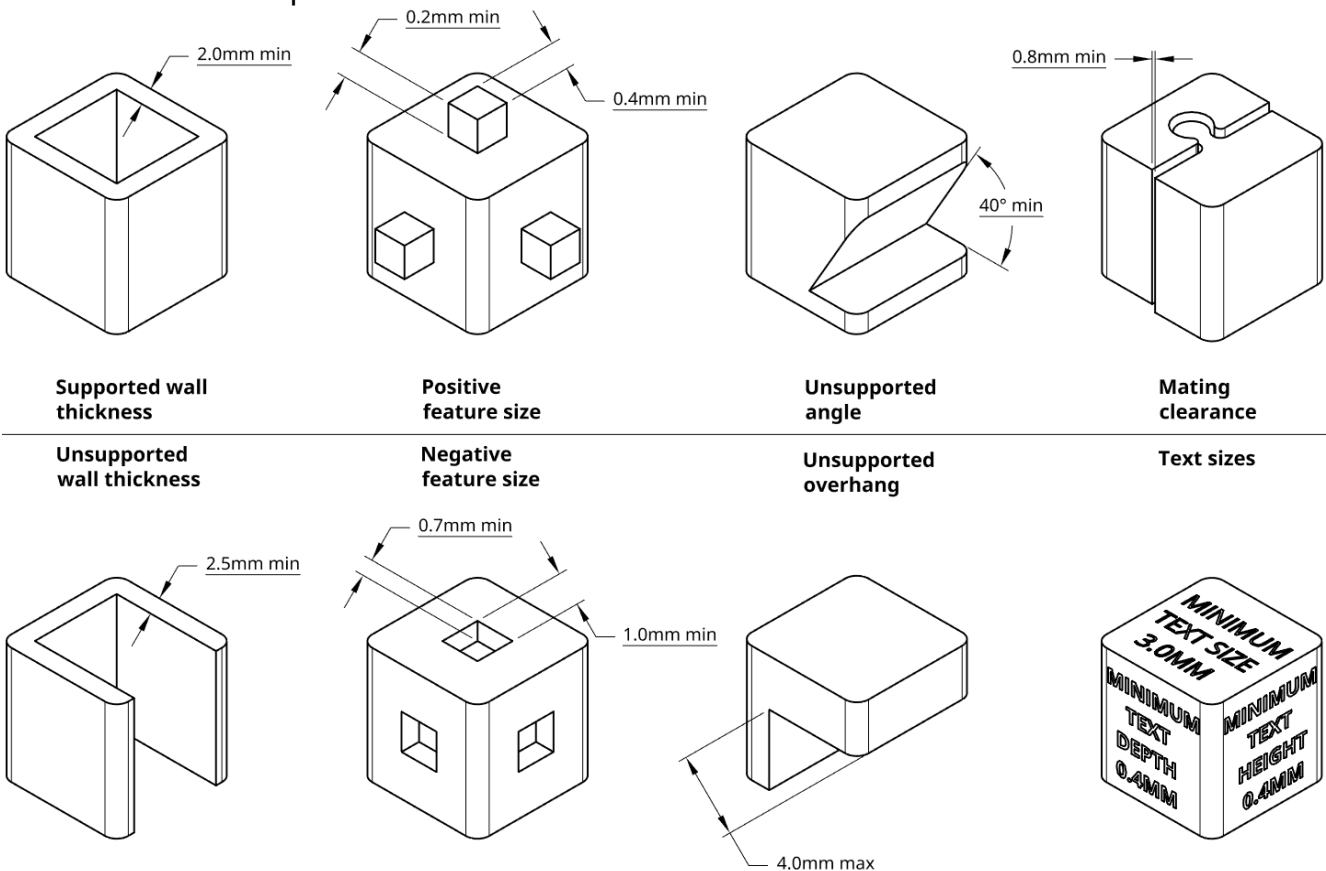 0.2mm min
2.0mm min
0.4mm min
40° min
0.8mm min
Supported wall
thickness
Positive
feature size
Unsupported
angle
Mating
clearance
Unsupported
wall thickness
Negative
feature size
Unsupported
overhang
Text sizes
2.5mm min
0.7mm min
1.0mm min
4.0mm max
MINIMUM
TEXT SIZE
3.0MM
MINIMUM
TEXT
DEPTH
0.4MM
MINIMUM
TEXT
HEIGHT
0.4MM